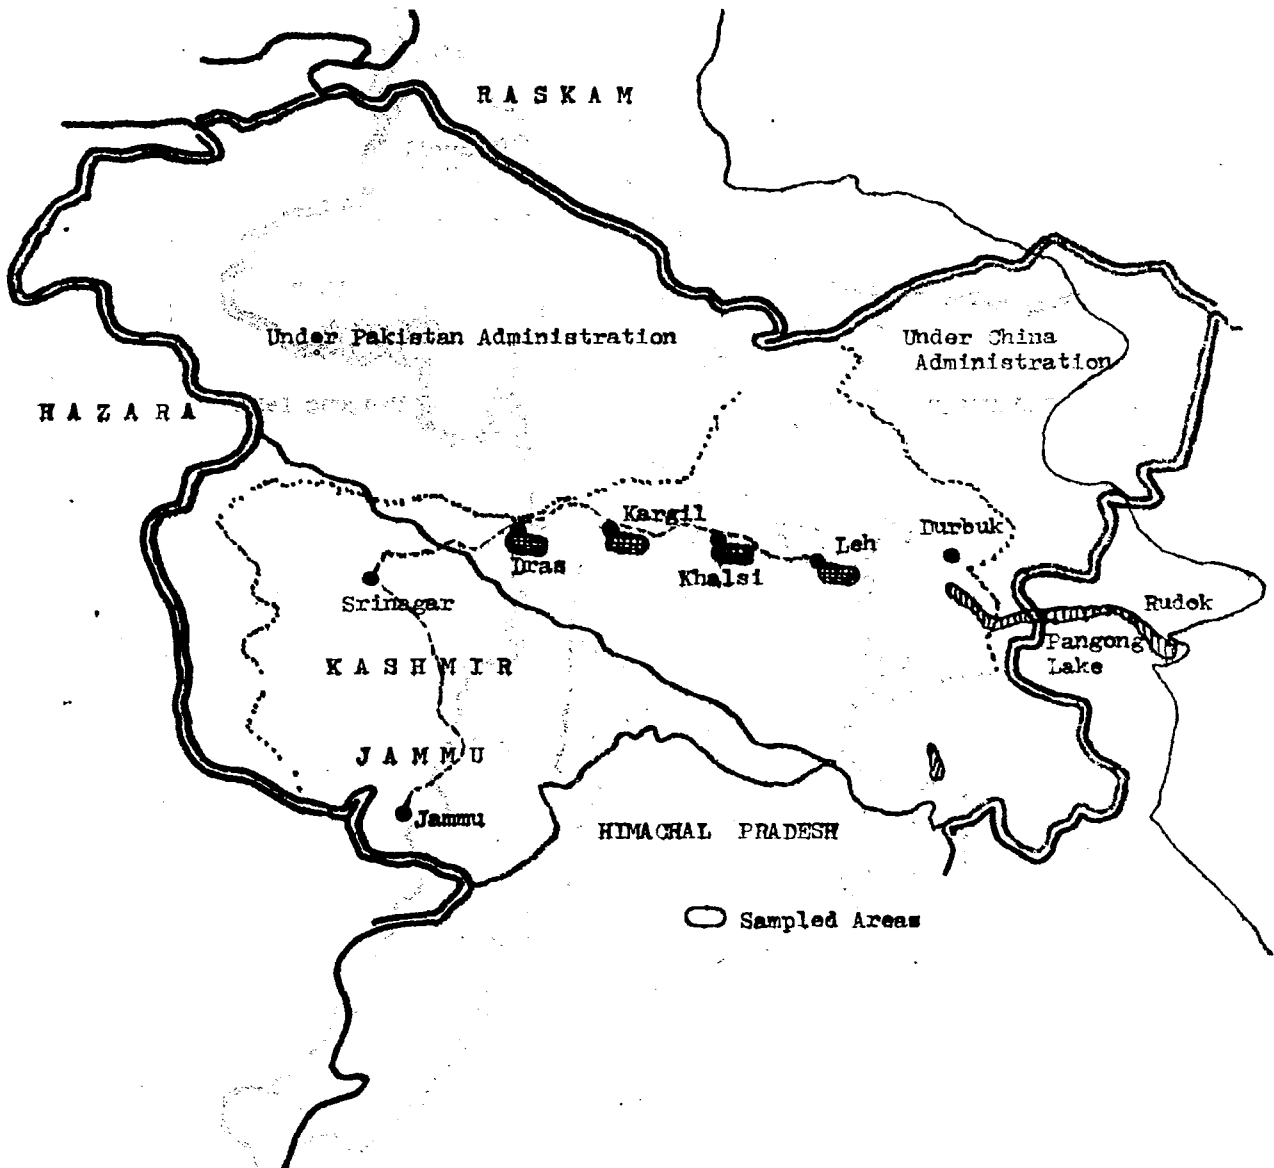 RASKAM
Under Pakistan Administration
Under China
Administration
HAZARA
Kargil
Durbuk
Leh
Dras
Khalsi
Srinagar
Rudok
Pangong
Lake
KASHMIR
JAMMU
Jammu
HIMACHAL PRADESH
Sampled Areas